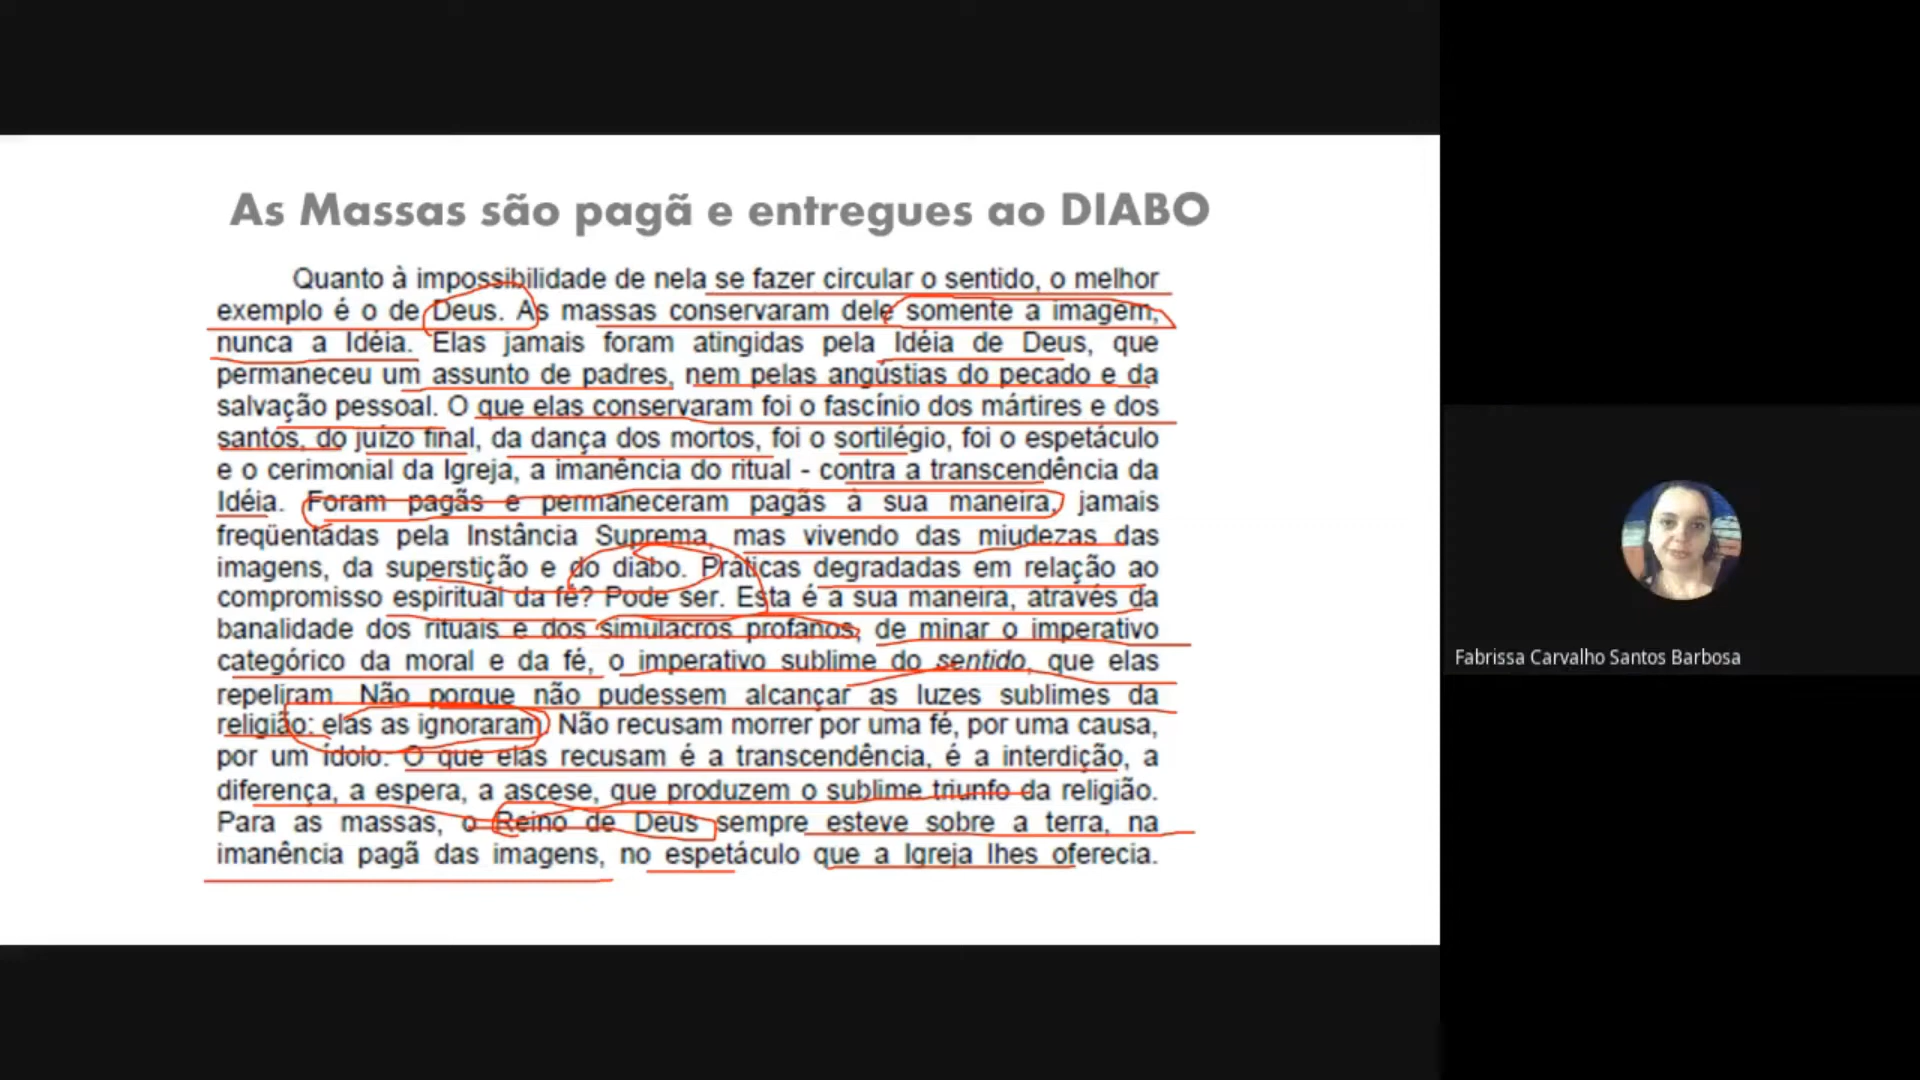 As Massas são pagã e entregues ao DIABO
Quanto à impossibilidade de nela se fazer circular o sentido, o melhor
exemplo é o de Deus. As massas conservaram dele somente a imagem,
nunca a Idéia. Elas jamais foram atingidas pela Idéia de Deus, que
permaneceu um assunto de padres, nem pelas angústias do pecado e da
salvação pessoal. O que elas conservaram foi o fascínio dos mártires e dos
santos, do juízo final, da dança dos mortos, foi o sortilégio, foi o espetáculo
e o cerimonial da Igreja, a imanência do ritual - contra a transcendência da
Idéia. Foram pagãs e permaneceram pagãs à sua maneira, jamais
freqüentadas pela Instância Suprema, mas vivendo das miudezas das
imagens, da superstição e do diabo. Práticas degradadas em relação ao
compromisso espiritual da fé? Pode ser. Esta é a sua maneira, através da
banalidade dos rituais e dos simulacros profanos, de minar o imperativo
categórico da moral e da fé, o imperativo sublime do sentido, que elas
repeliram. Não porque não pudessem alcançar as luzes sublimes da
religião: elas as ignoraram. Não recusam morrer por uma fé, por uma causa,
por um ídolo. O que elas recusam é a transcendência, é a interdição, a
diferença, a espera, a ascese, que produzem o sublime triunfo da religião.
Para as massas, o Reino de Deus sempre esteve sobre a terra, na
imanência pagã das imagens, no espetáculo que a Igreja lhes oferecia.
Fabrissa Carvalho Santos Barbosa